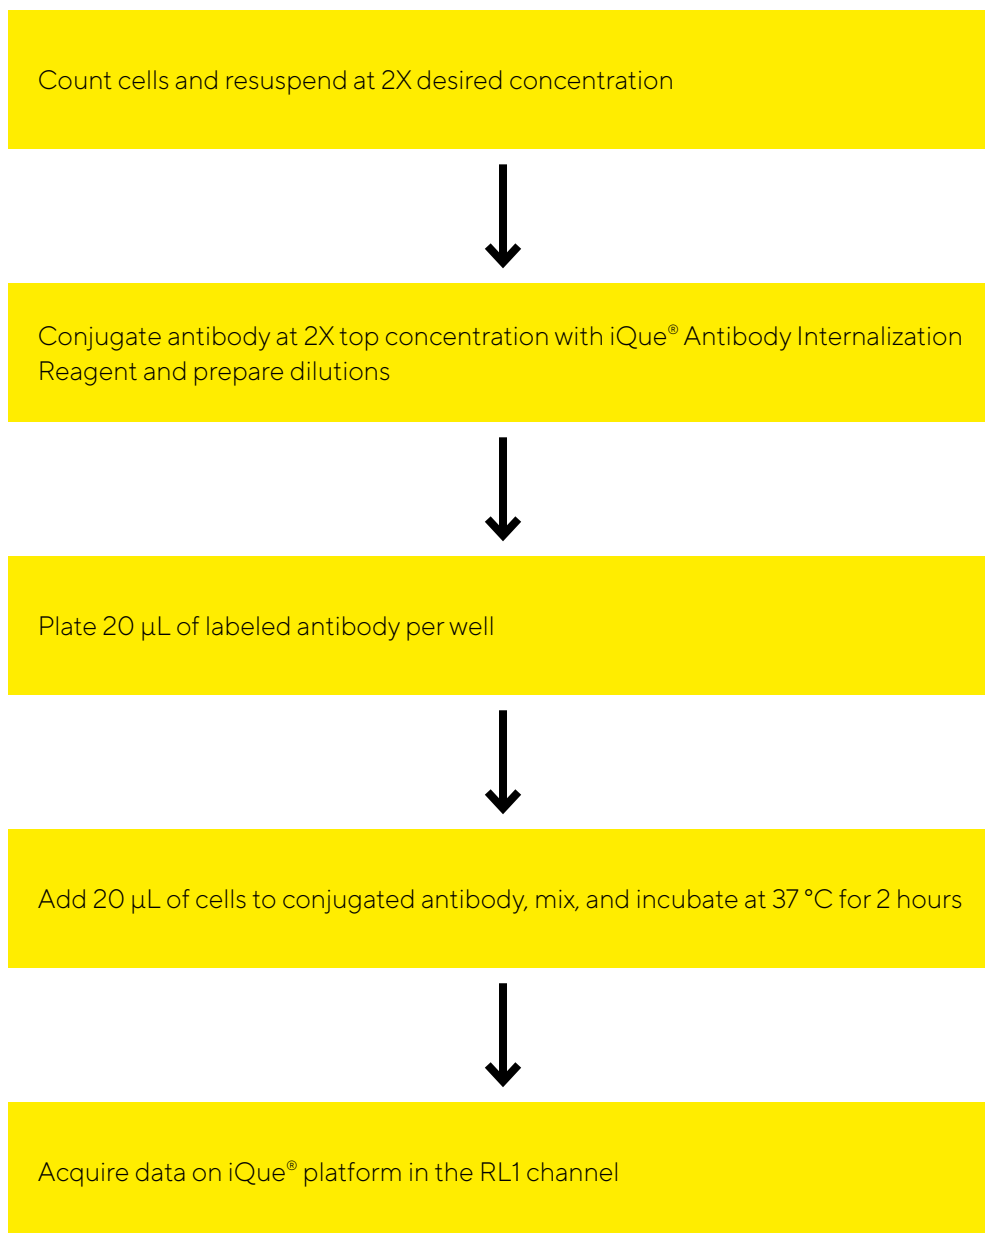 Count cells and resuspend at 2X desired concentration
Conjugate antibody at 2X top concentration with iQue® Antibody Internalization
Reagent and prepare dilutions
Plate 20 µL of labeled antibody per well
Add 20 µL of cells to conjugated antibody, mix, and incubate at 37 °C for 2 hours
Acquire data on iQue® platform in the RL1 channel